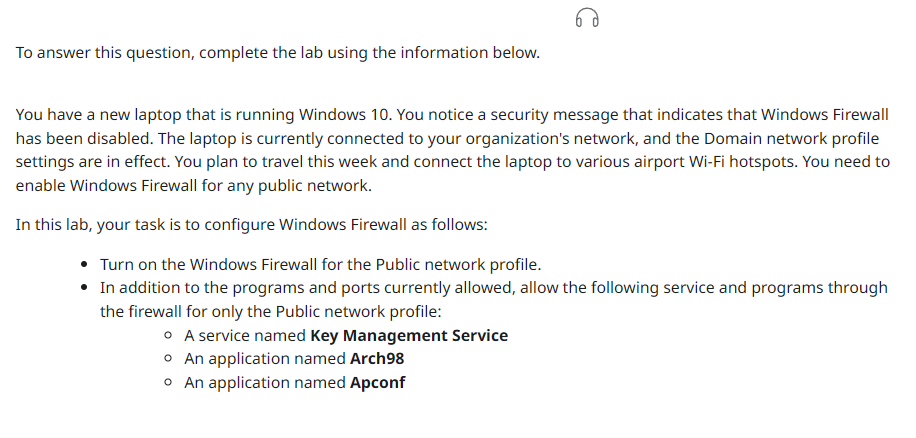 To answer this question, complete the lab using the information below.
You have a new laptop that is running Windows 10. You notice a security message that indicates that Windows Firewall
has been disabled. The laptop is currently connected to your organization's network, and the Domain network profile
settings are in effect. You plan to travel this week and connect the laptop to various airport Wi-Fi hotspots. You need to
enable Windows Firewall for any public network.
In this lab, your task is to configure Windows Firewall as follows:
• Turn on the Windows Firewall for the Public network profile.
• In addition to the programs and ports currently allowed, allow the following service and programs through
the firewall for only the Public network profile:
◦ A service named Key Management Service
◦ An application named Arch98
◦ An application named Apconf